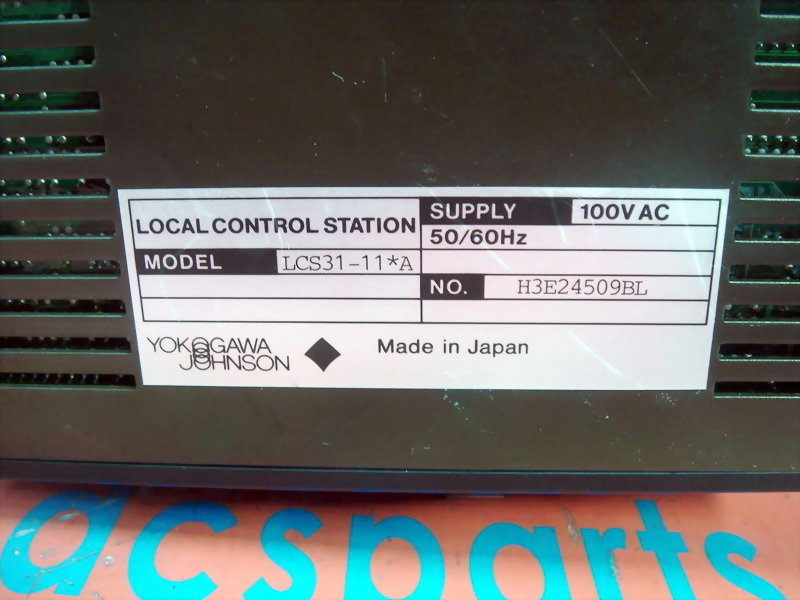 LOCAL CONTROL STATION
SUPPLY 100V AC
50/60Hz
MODEL LCS31-11*A
NO. H3E24509BL
YOKOGAWA
JOHNSON
Made in Japan
acsparts